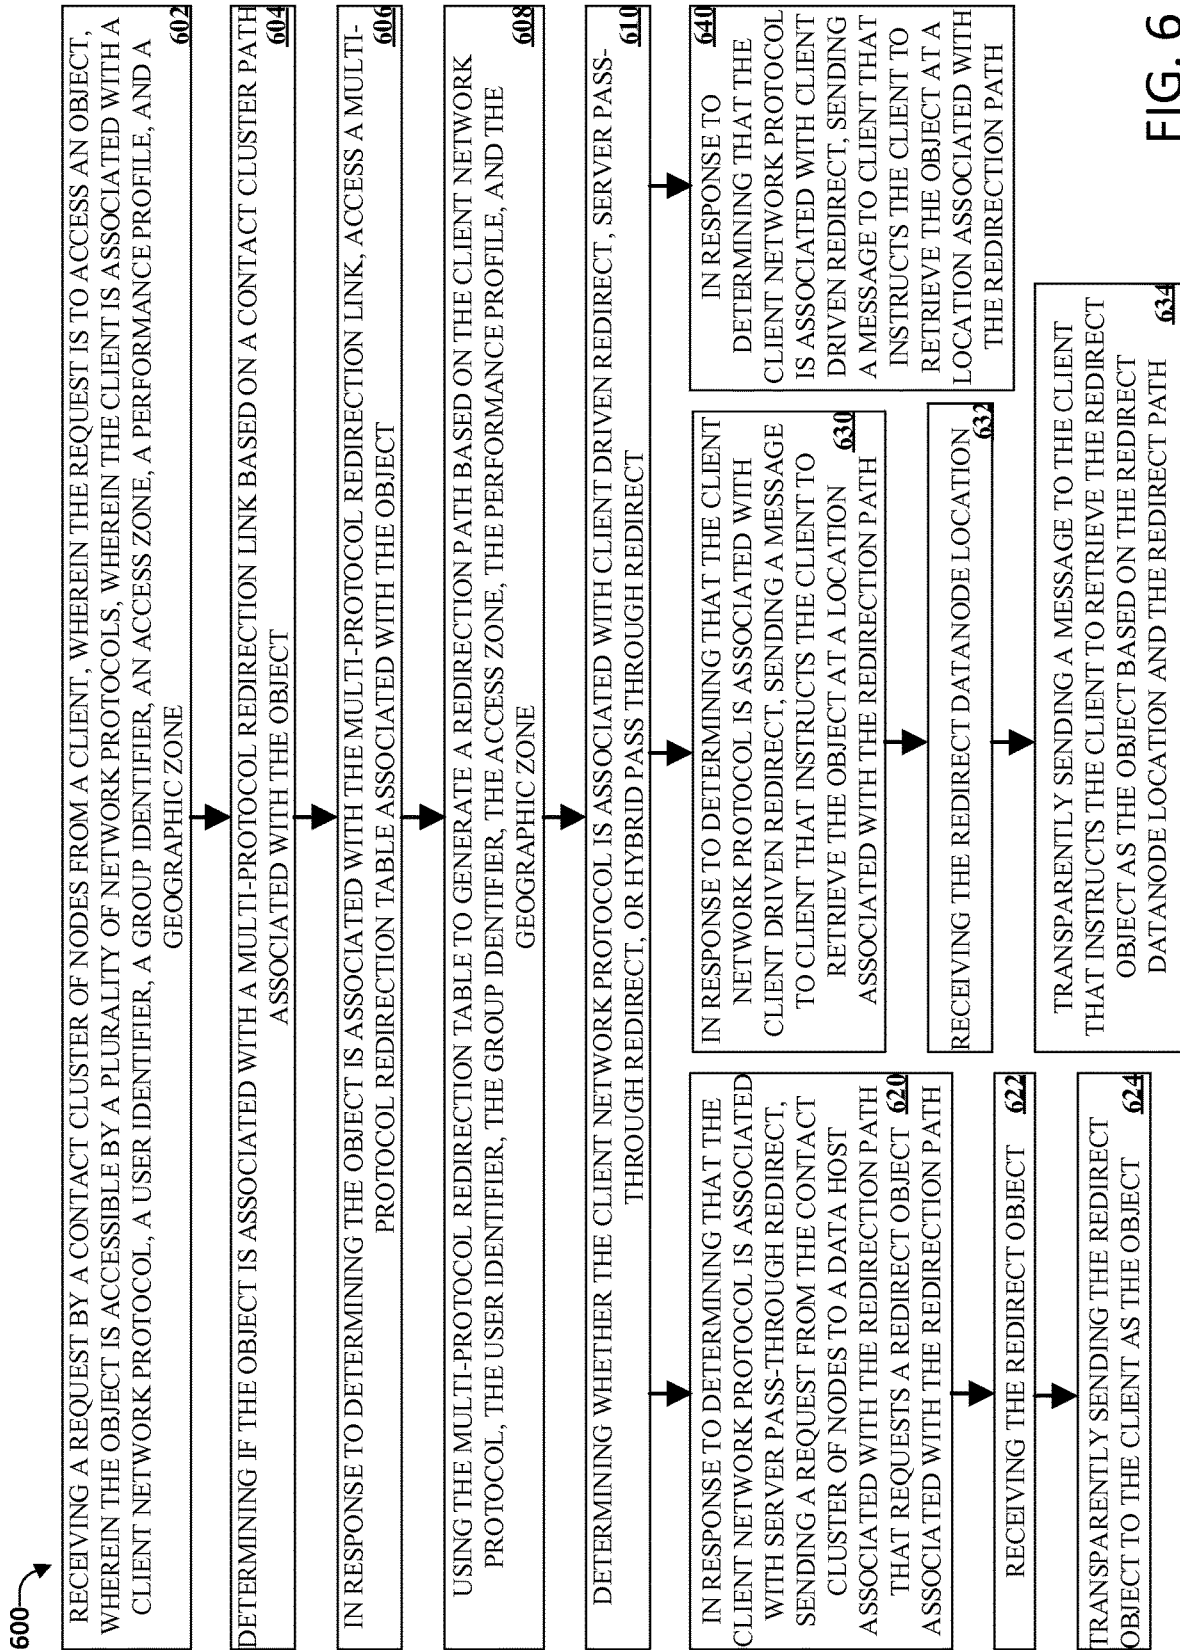 600
RECEIVING A REQUEST BY A CONTACT CLUSTER OF NODES FROM A CLIENT, WHEREIN THE REQUEST IS TO ACCESS AN OBJECT,
WHEREIN THE OBJECT IS ACCESSIBLE BY A PLURALITY OF NETWORK PROTOCOLS, WHEREIN THE CLIENT IS ASSOCIATED WITH A
CLIENT NETWORK PROTOCOL, A USER IDENTIFIER, A GROUP IDENTIFIER, AN ACCESS ZONE, A PERFORMANCE PROFILE, AND A
GEOGRAPHIC ZONE
602
DETERMINING IF THE OBJECT IS ASSOCIATED WITH A MULTI-PROTOCOL REDIRECTION LINK BASED ON A CONTACT CLUSTER PATH
ASSOCIATED WITH THE OBJECT
604
IN RESPONSE TO DETERMINING THE OBJECT IS ASSOCIATED WITH THE MULTI-PROTOCOL REDIRECTION LINK, ACCESS A MULTI-
PROTOCOL REDIRECTION TABLE ASSOCIATED WITH THE OBJECT
606
USING THE MULTI-PROTOCOL REDIRECTION TABLE TO GENERATE A REDIRECTION PATH BASED ON THE CLIENT NETWORK
PROTOCOL, THE USER IDENTIFIER, THE GROUP IDENTIFIER, THE ACCESS ZONE, THE PERFORMANCE PROFILE, AND THE
GEOGRAPHIC ZONE
608
DETERMINING WHETHER THE CLIENT NETWORK PROTOCOL IS ASSOCIATED WITH CLIENT DRIVEN REDIRECT, SERVER PASS-
THROUGH REDIRECT, OR HYBRID PASS THROUGH REDIRECT
610
IN RESPONSE TO DETERMINING THAT THE
CLIENT NETWORK PROTOCOL IS ASSOCIATED
WITH SERVER PASS-THROUGH REDIRECT,
SENDING A REQUEST FROM THE CONTACT
CLUSTER OF NODES TO A DATA HOST
ASSOCIATED WITH THE REDIRECTION PATH
THAT REQUESTS A REDIRECT OBJECT
ASSOCIATED WITH THE REDIRECTION PATH
620
RECEIVING THE REDIRECT OBJECT
622
TRANSPARENTLY SENDING THE REDIRECT
OBJECT TO THE CLIENT AS THE OBJECT
624
IN RESPONSE TO DETERMINING THAT THE CLIENT
NETWORK PROTOCOL IS ASSOCIATED WITH
CLIENT DRIVEN REDIRECT, SENDING A MESSAGE
TO CLIENT THAT INSTRUCTS THE CLIENT TO
RETRIEVE THE OBJECT AT A LOCATION
ASSOCIATED WITH THE REDIRECTION PATH
630
RECEIVING THE REDIRECT DATANODE LOCATION
632
TRANSPARENTLY SENDING A MESSAGE TO THE CLIENT
THAT INSTRUCTS THE CLIENT TO RETRIEVE THE REDIRECT
OBJECT AS THE OBJECT BASED ON THE REDIRECT
DATANODE LOCATION AND THE REDIRECT PATH
634
IN RESPONSE TO
DETERMINING THAT THE
CLIENT NETWORK PROTOCOL
IS ASSOCIATED WITH CLIENT
DRIVEN REDIRECT, SENDING
A MESSAGE TO CLIENT THAT
INSTRUCTS THE CLIENT TO
RETRIEVE THE OBJECT AT A
LOCATION ASSOCIATED WITH
THE REDIRECTION PATH
640
FIG. 6